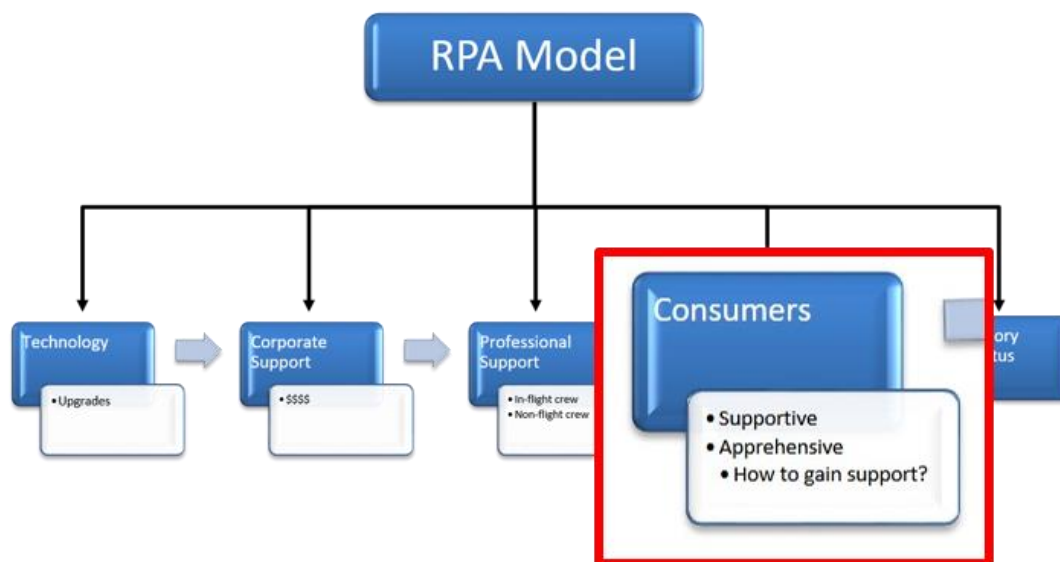 RPA Model
Technology
• Upgrades
Corporate
Support
• $$$$
Professional
Support
• In-flight crew
• Non-flight crew
Consumers
• Supportive
• Apprehensive
• How to gain support?